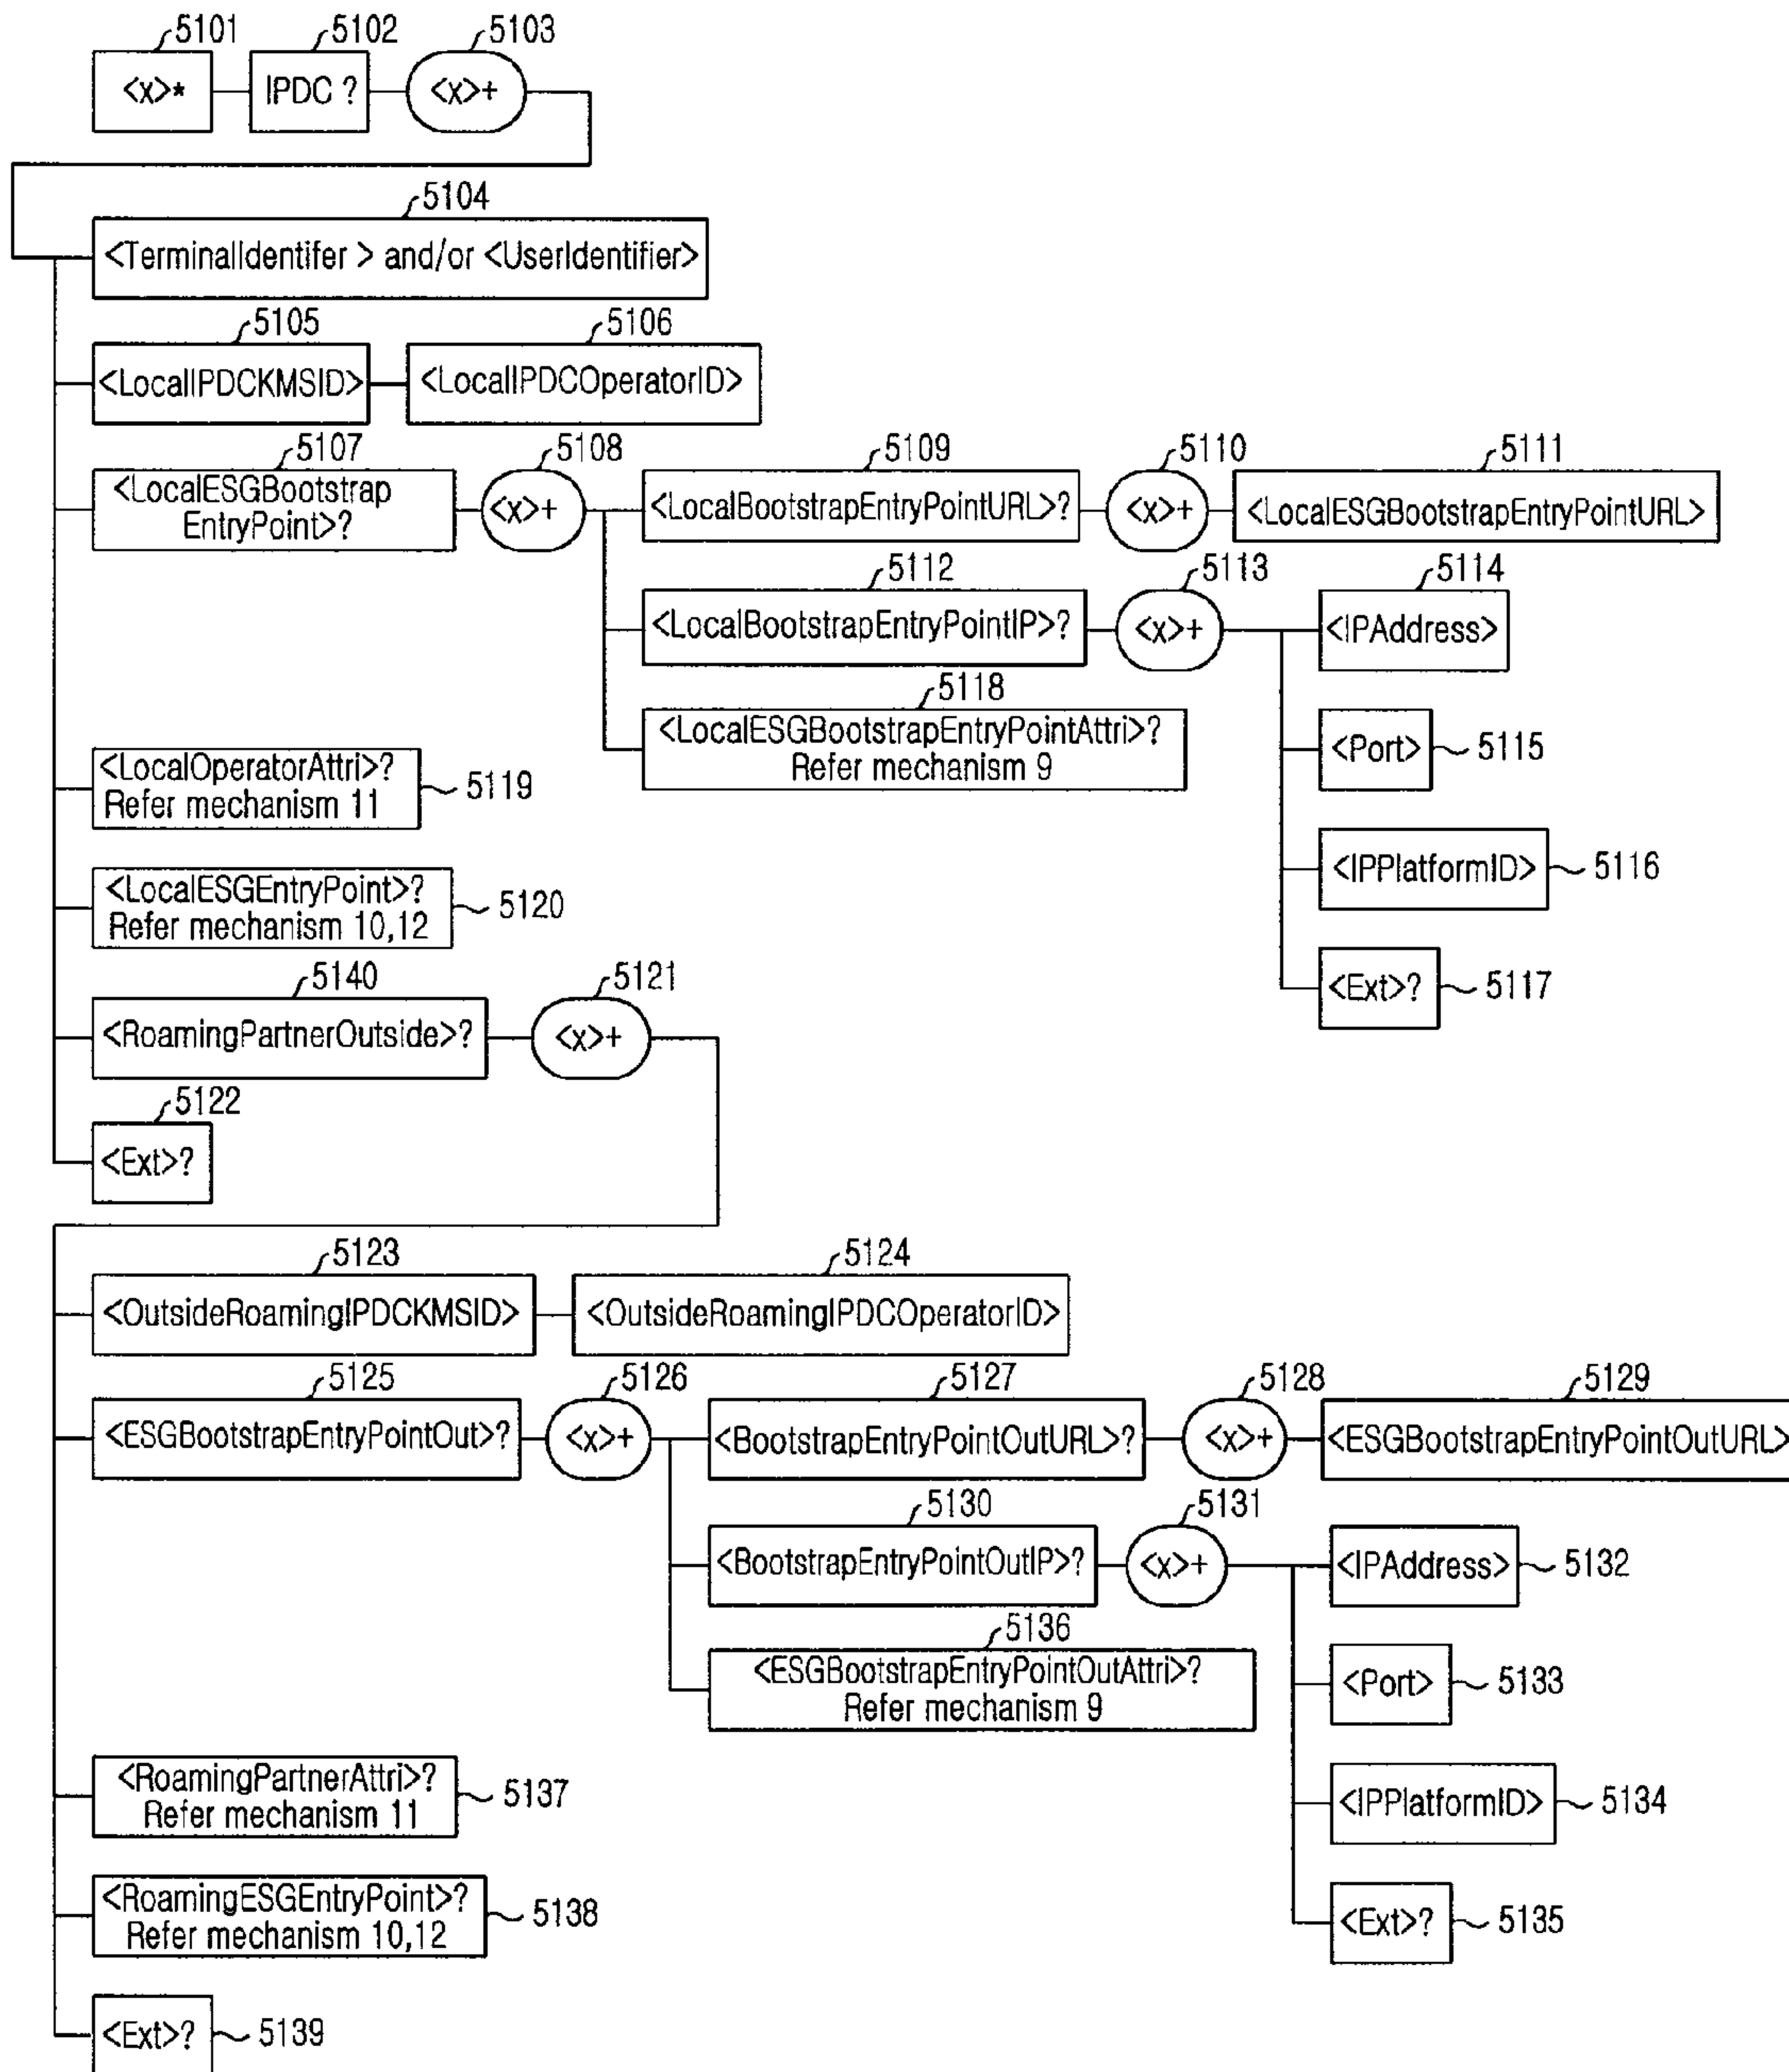 5101
5102
5103
<x>*
IPDC ?
<x>+
5104
<TerminalIdentifer > and/or <UserIdentifier>
5105
5106
<LocalIPDCKMSID>
<LocalIPDCOperatorID>
5107
5108
5109
5110
5111
<LocalESGBootstrap
EntryPoint>?
<x>+
<LocalBootstrapEntryPointURL>?
<x>+
<LocalESGBootstrapEntryPointURL>
5112
5113
5114
<LocalBootstrapEntryPointIP>?
<x>+
<IPAddress>
5118
<LocalESGBootstrapEntryPointAttri>?
Refer mechanism 9
<Port>
5115
<LocalOperatorAttri>?
Refer mechanism 11
5119
<IPPlatformID>
5116
<LocalESGEntryPoint>?
Refer mechanism 10,12
5120
<Ext>?
5117
5140
5121
<RoamingPartnerOutside>?
<x>+
5122
<Ext>?
5123
5124
<OutsideRoamingIPDCKMSID>
<OutsideRoamingIPDCOperatorID>
5125
5126
5127
5128
5129
<ESGBootstrapEntryPointOut>?
<x>+
<BootstrapEntryPointOutURL>?
<x>+
<ESGBootstrapEntryPointOutURL>
5130
5131
<BootstrapEntryPointOutIP>?
<x>+
<IPAddress>
5132
5136
<ESGBootstrapEntryPointOutAttri>?
Refer mechanism 9
<Port>
5133
<RoamingPartnerAttri>?
Refer mechanism 11
5137
<IPPlatformID>
5134
<RoamingESGEntryPoint>?
Refer mechanism 10,12
5138
<Ext>?
5135
<Ext>?
5139